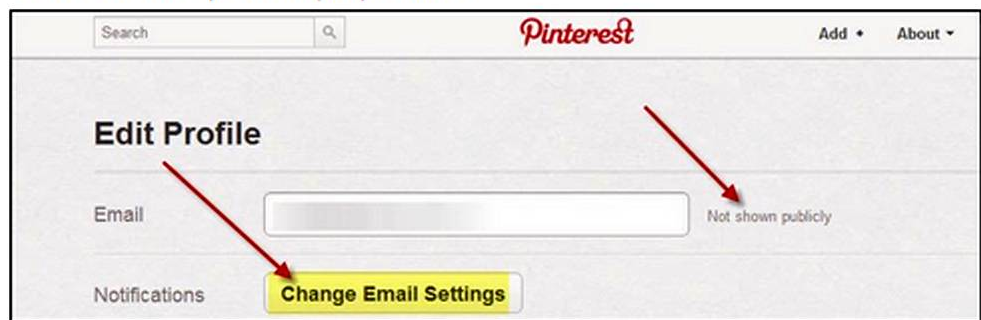 Search
Pinterest
Add +
About
Edit Profile
Email
Not shown publicly
Notifications
Change Email Settings